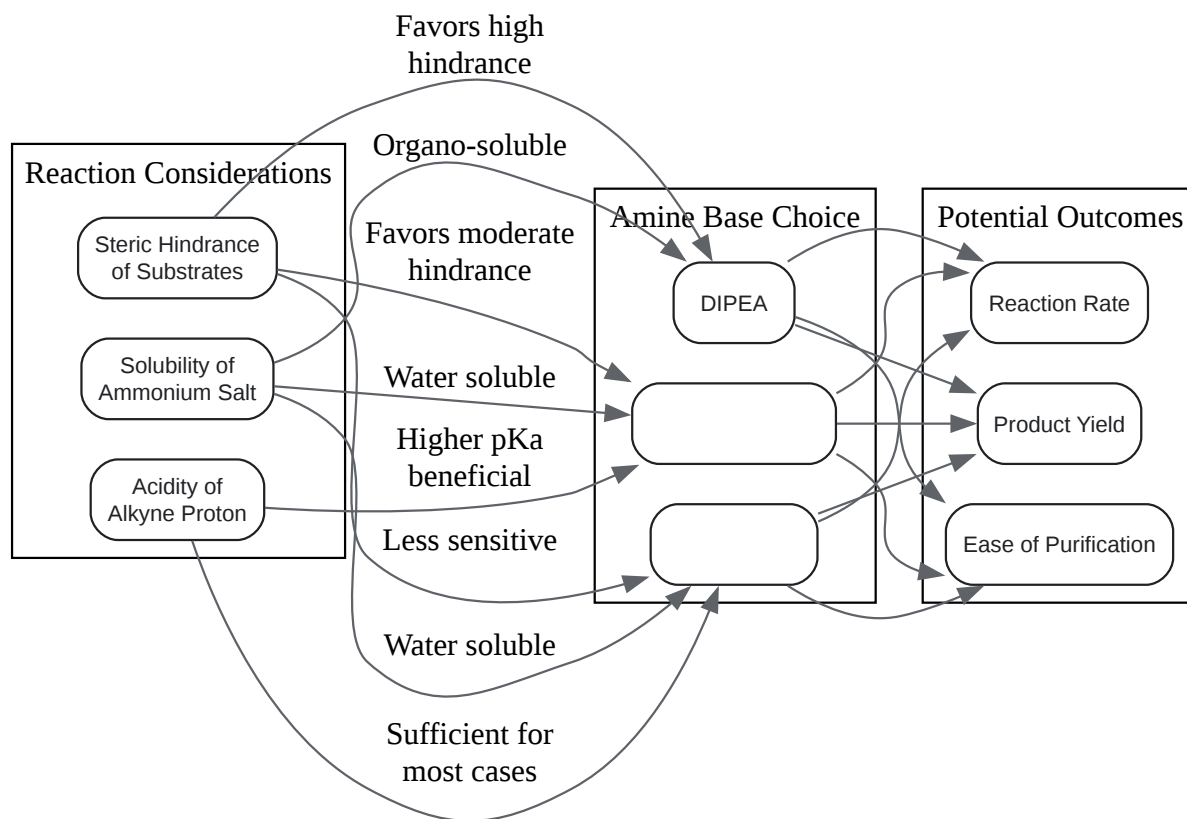 Favors high
hindrance
Organo-soluble
Reaction Considerations
Steric Hindrance
of Substrates
Favors moderate
hindrance
Amine Base Choice
Potential Outcomes
DIPEA
Reaction Rate
Solubility of
Ammonium Salt
Water soluble
Product Yield
Higher pKa
beneficial
Acidity of
Alkyne Proton
Less sensitive
Ease of Purification
Water soluble
Sufficient for
most cases